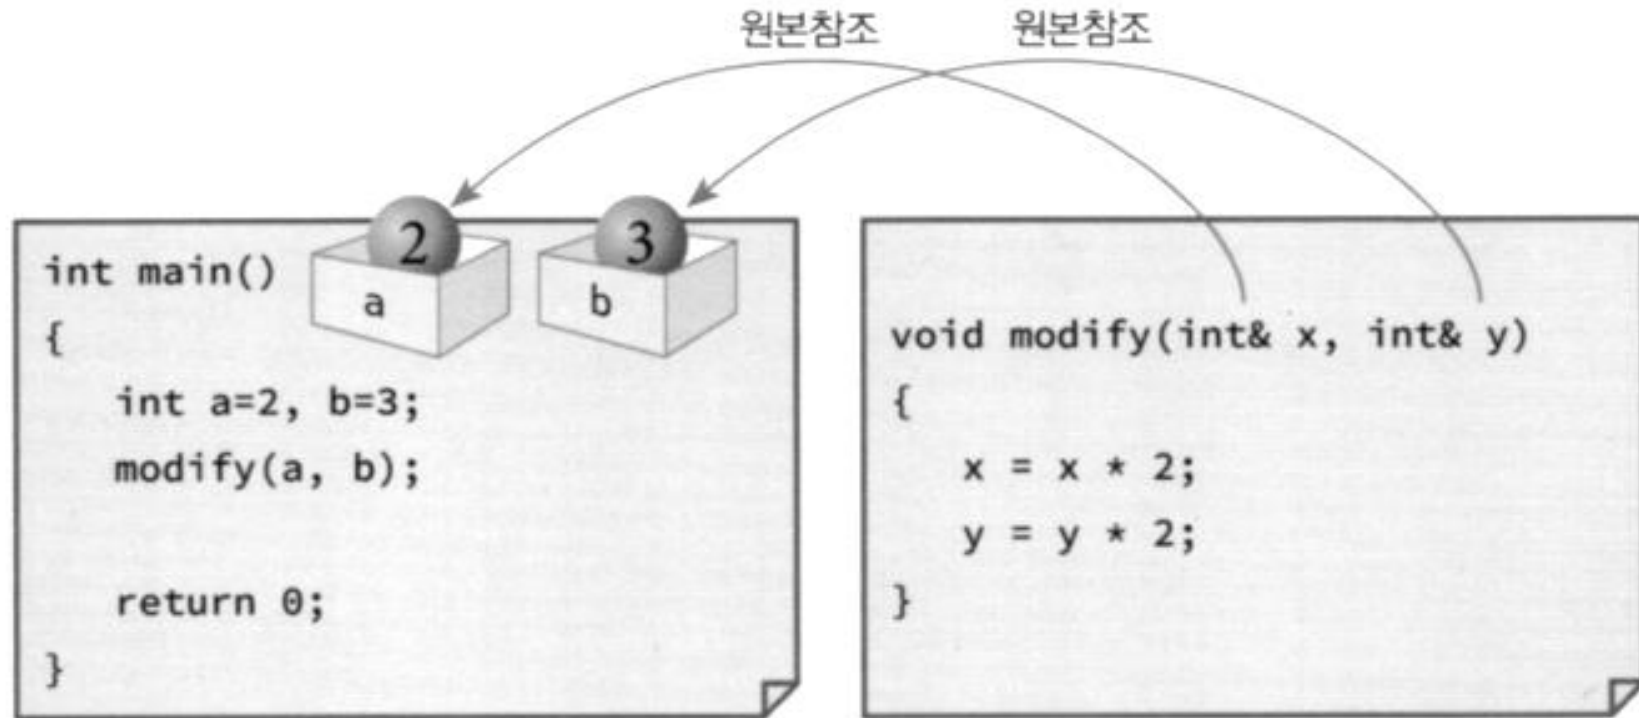 원본참조
원본참조
2
3
a
b
int main()
{
int a=2, b=3;
modify(a, b);
return 0;
}
void modify(int& x, int& y)
{
x = x * 2;
y = y * 2;
}